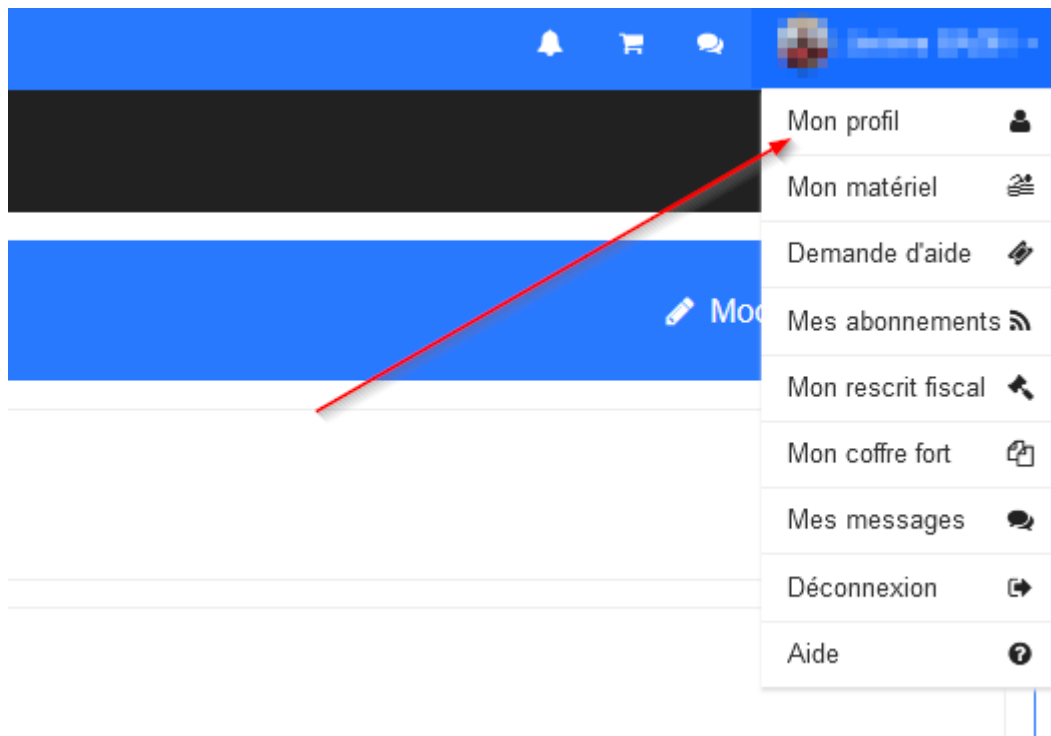 Mon profil
Mon matériel
Demande d'aide
Mes abonnements
Mon rescrit fiscal
Mon coffre fort
Mes messages
Déconnexion
Aide